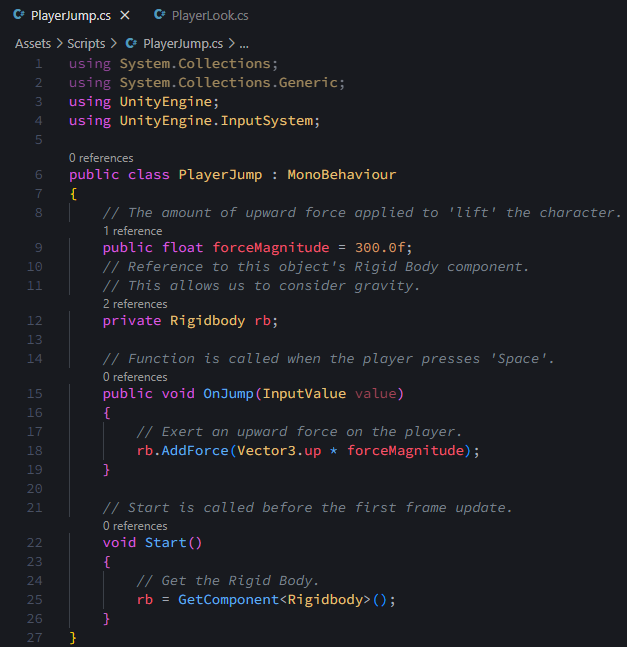 PlayerJump.cs PlayerLook.cs
Assets > Scripts > PlayerJump.cs > ...
1 using System.Collections;
2 using System.Collections.Generic;
3 using UnityEngine;
4 using UnityEngine.InputSystem;
5
0 references
6 public class PlayerJump : MonoBehaviour
7 {
8 // The amount of upward force applied to 'lift' the character.
1 reference
9 public float forceMagnitude = 300.0f;
10 // Reference to this object's Rigid Body component.
11 // This allows us to consider gravity.
2 references
12 private Rigidbody rb;
13
14 // Function is called when the player presses 'Space'.
0 references
15 public void OnJump(InputValue value)
16 {
17 // Exert an upward force on the player.
18 rb.AddForce(Vector3.up * forceMagnitude);
19 }
20
21 // Start is called before the first frame update.
0 references
22 void Start()
23 {
24 // Get the Rigid Body.
25 rb = GetComponent<Rigidbody>();
26 }
27 }